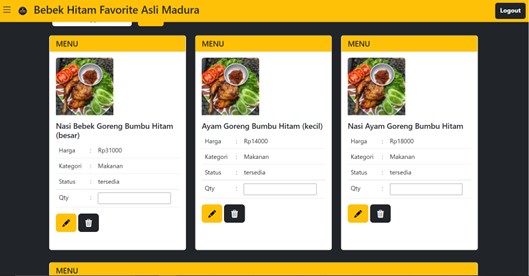 Bebek Hitam Favorite Asli Madura
Logout
MENU
Nasi Bebek Goreng Bumbu Hitam
(besar)
Harga : Rp31000
Kategori : Makanan
Status : tersedia
Qty :
MENU
Ayam Goreng Bumbu Hitam (kecil)
Harga : Rp14000
Kategori : Makanan
Status : tersedia
Qty :
MENU
Nasi Ayam Goreng Bumbu Hitam
Harga : Rp18000
Kategori : Makanan
Status : tersedia
Qty :
MENU